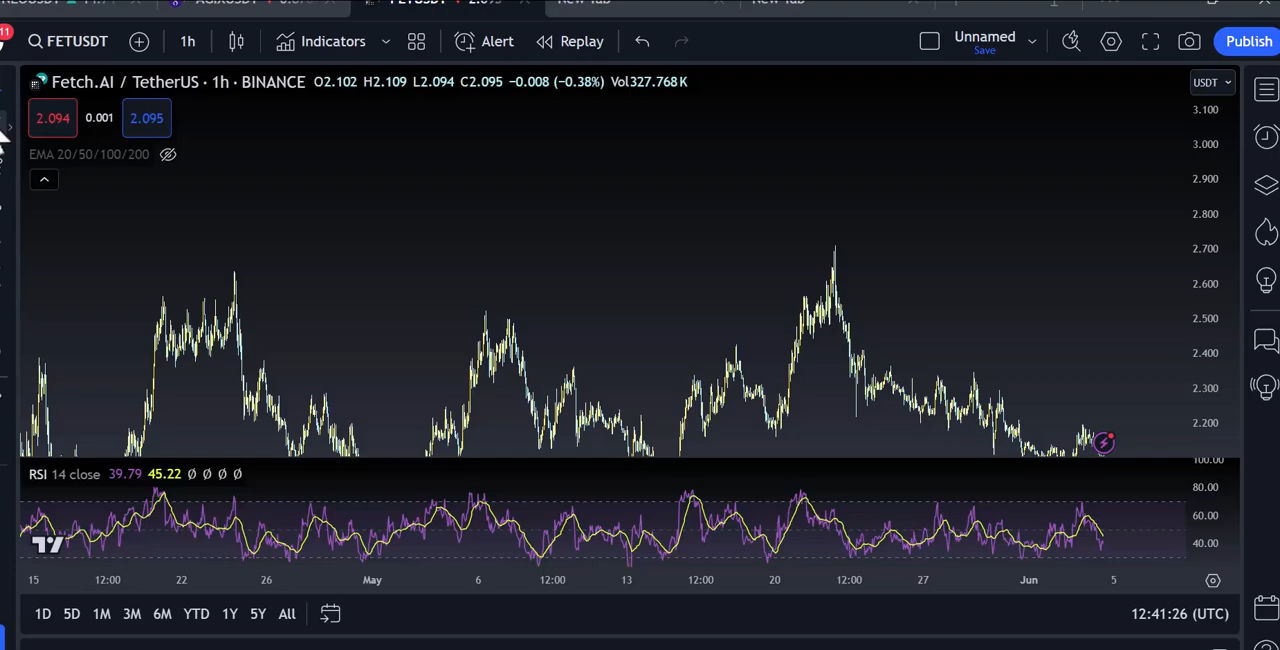 FETUSDT 1h Indicators Alert Replay Unnamed Publish
Save
11
Fetch.AI / TetherUS · 1h · BINANCE O2.102 H2.109 L2.094 C2.095 −0.008 (−0.38%) Vol327.768K USDT
2.094 0.001 2.095
EMA 20/50/100/200
3.100
3.000
2.900
2.800
2.700
2.600
2.500
2.400
2.300
2.200
RSI 14 close 39.79 45.22 Ø Ø Ø Ø
100.00
80.00
60.00
40.00
15 12:00 22 26 May 6 12:00 13 12:00 20 12:00 27 Jun 5
1D 5D 1M 3M 6M YTD 1Y 5Y All 12:41:26 (UTC)